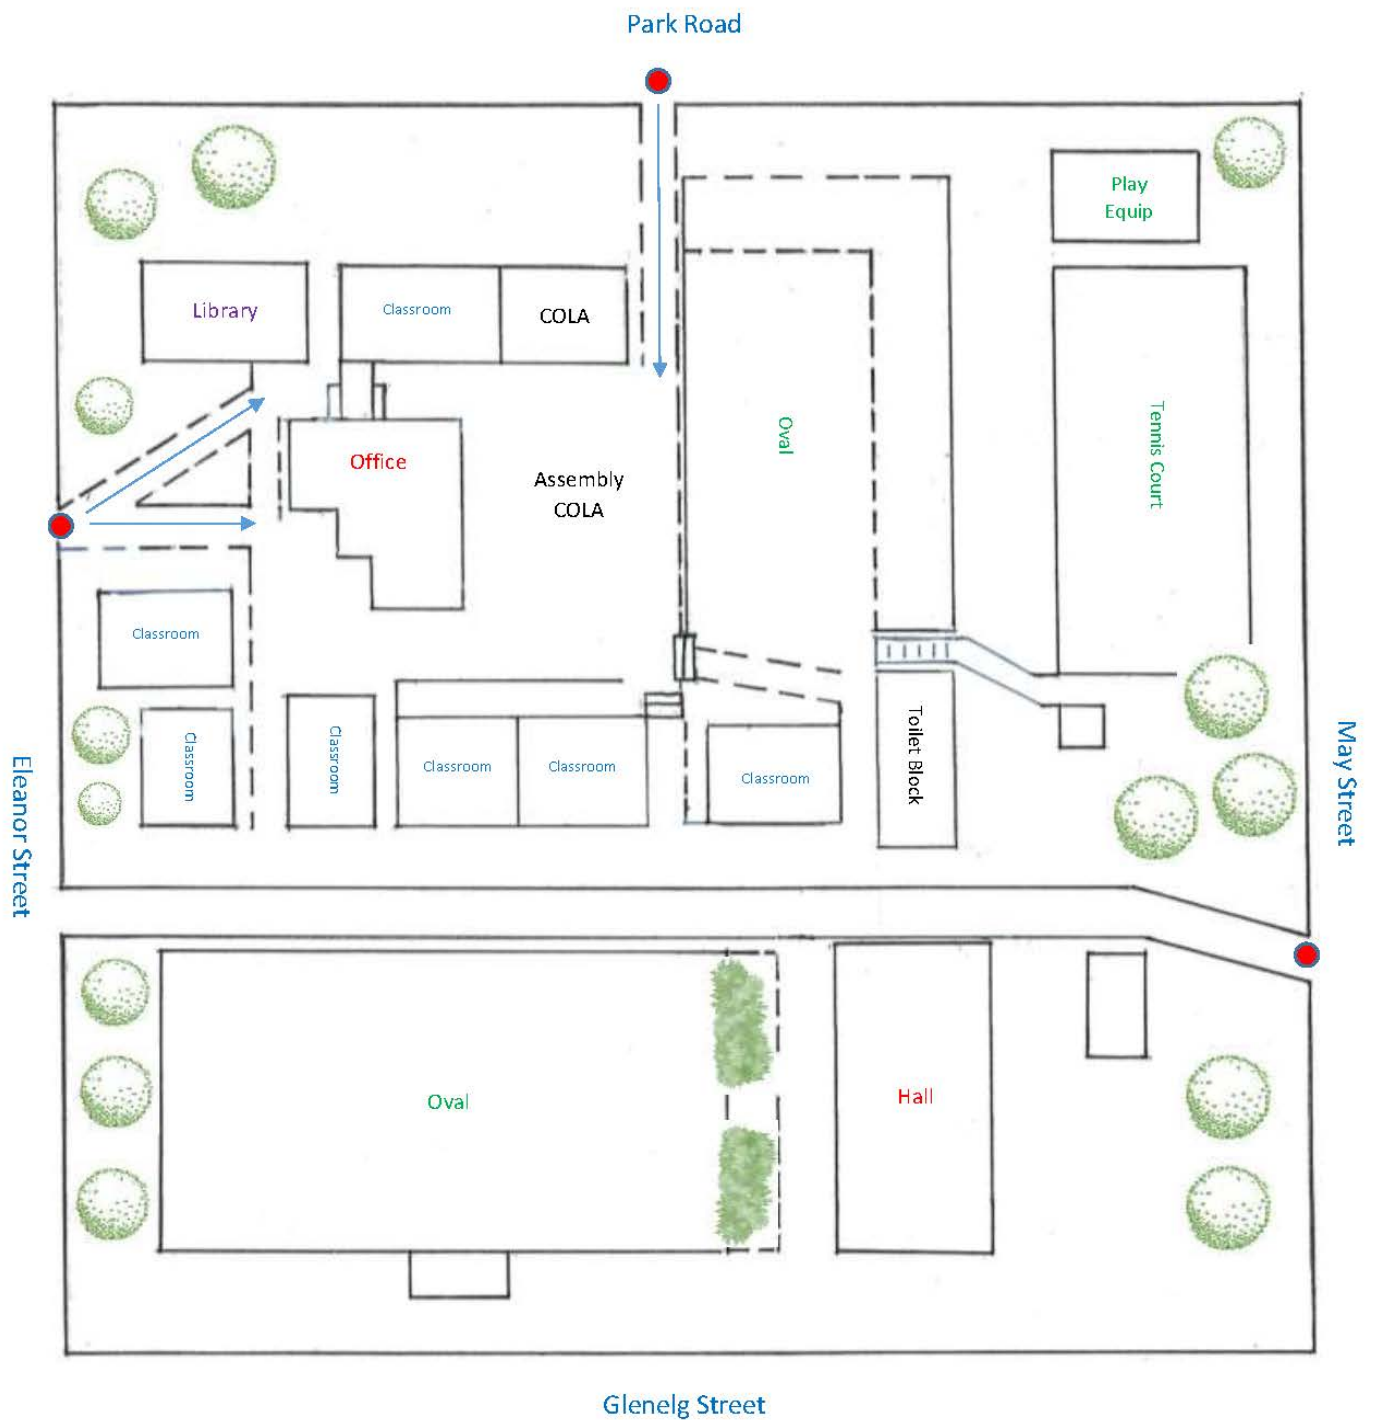 Park Road
Play
Equip
Library
Classroom
COLA
Office
Assembly
COLA
Oval
Tennis Court
Classroom
Classroom
Classroom
Classroom
Classroom
Classroom
Toilet Block
Eleanor Street
May Street
Oval
Hall
Glenelg Street